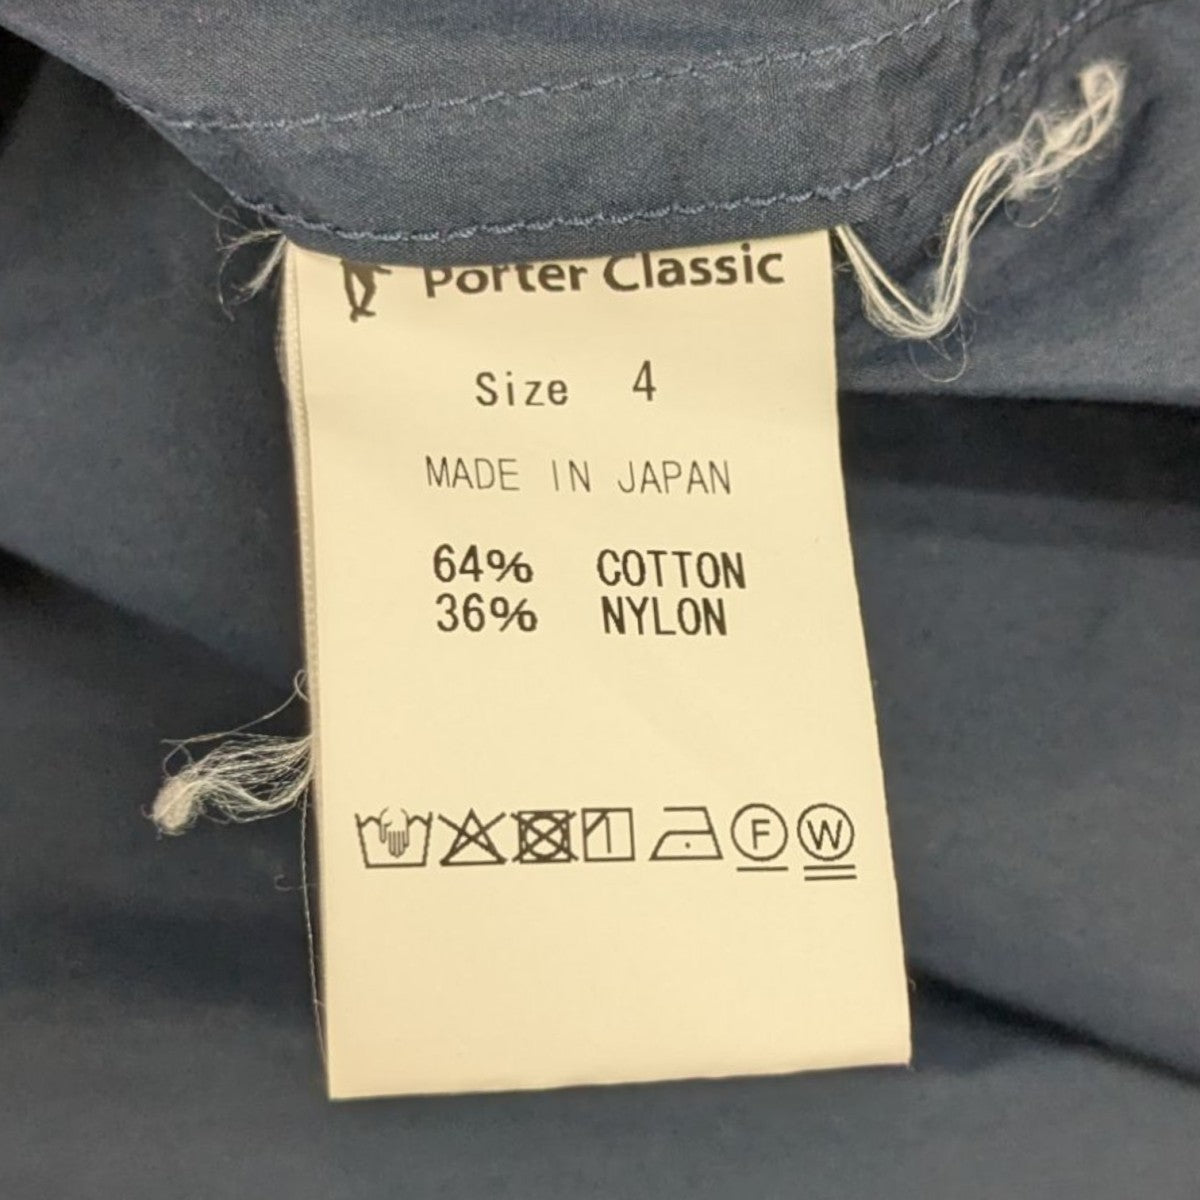 Porter Classic
Size 4
MADE IN JAPAN
64% COTTON
36% NYLON
F W